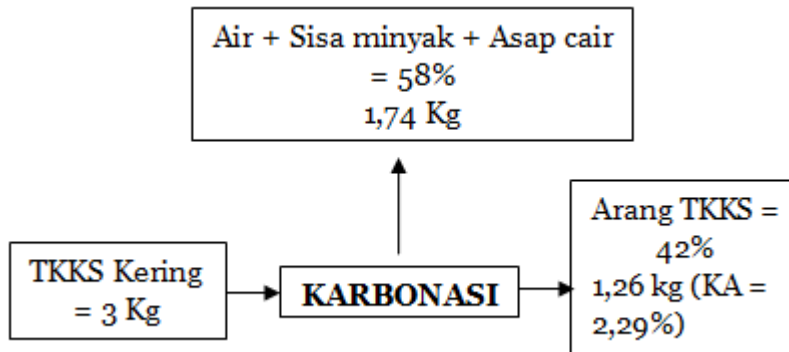 Air + Sisa minyak + Asap cair
= 58%
1,74 Kg
TKKS Kering
= 3 Kg
KARBONASI
Arang TKKS =
42%
1,26 kg (KA =
2,29%)